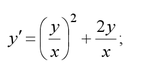 y′ = (y/x)² + 2y/x;